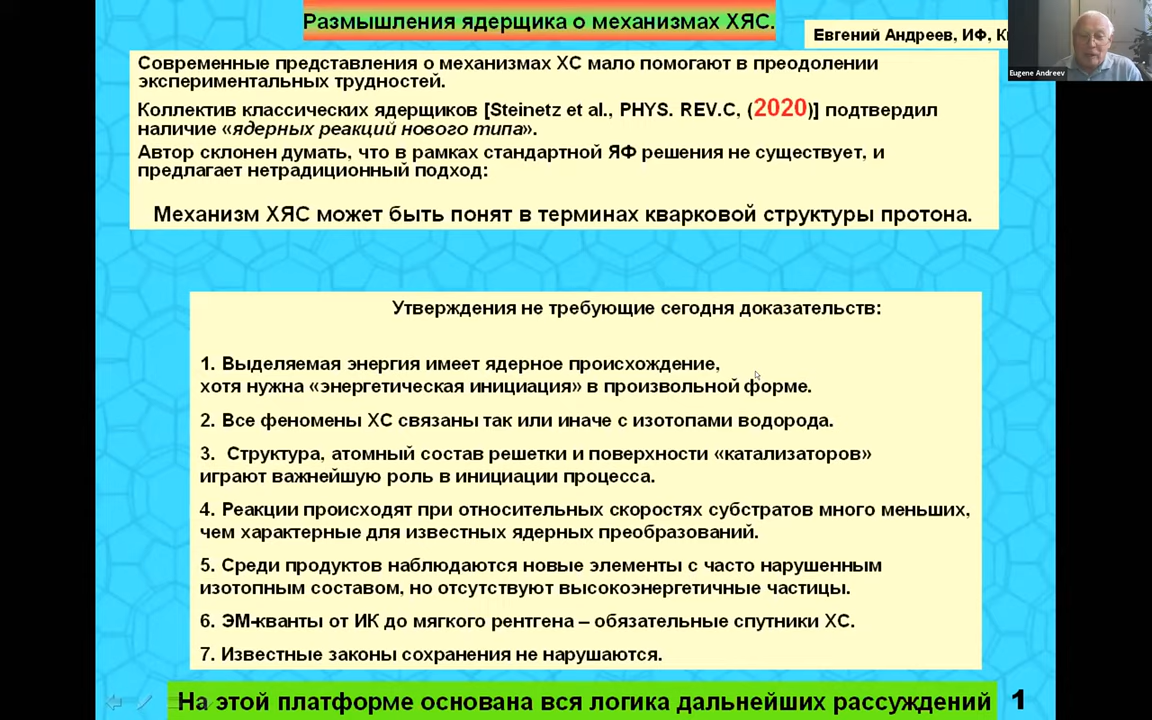 Размышления ядерщика о механизмах ХЯС.
Евгений Андреев, ИФ,
Eugene Andreev
Современные представления о механизмах ХС мало помогают в преодолении
экспериментальных трудностей.
Коллектив классических ядерщиков [Steinetz et al., PHYS. REV.C, (2020)] подтвердил
наличие «ядерных реакций нового типа».
Автор склонен думать, что в рамках стандартной ЯФ решения не существует, и
предлагает нетрадиционный подход:
Механизм ХЯС может быть понят в терминах кварковой структуры протона.
Утверждения не требующие сегодня доказательств:
1. Выделяемая энергия имеет ядерное происхождение,
хотя нужна «энергетическая инициация» в произвольной форме.
2. Все феномены ХС связаны так или иначе с изотопами водорода.
3. Структура, атомный состав решетки и поверхности «катализаторов»
играют важнейшую роль в инициации процесса.
4. Реакции происходят при относительных скоростях субстратов много меньших,
чем характерные для известных ядерных преобразований.
5. Среди продуктов наблюдаются новые элементы с часто нарушенным
изотопным составом, но отсутствуют высокоэнергетичные частицы.
6. ЭМ-кванты от ИК до мягкого рентгена – обязательные спутники ХС.
7. Известные законы сохранения не нарушаются.
На этой платформе основана вся логика дальнейших рассуждений
1